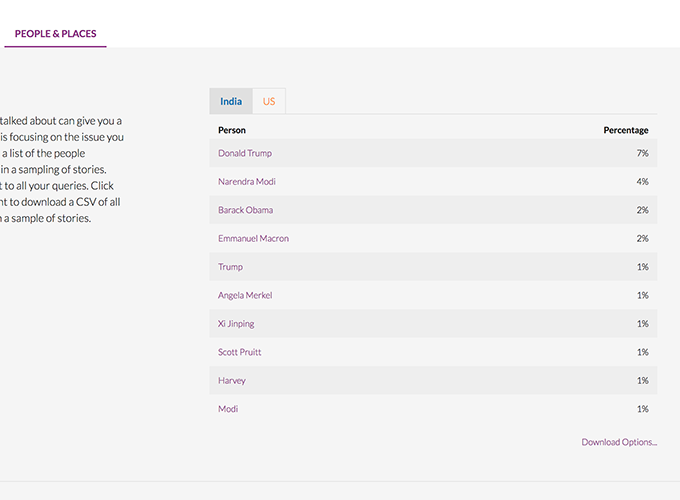 PEOPLE & PLACES
talked about can give you a
is focusing on the issue you
a list of the people
in a sampling of stories.
t to all your queries. Click
nt to download a CSV of all
a sample of stories.
India US
Person Percentage
Donald Trump 7%
Narendra Modi 4%
Barack Obama 2%
Emmanuel Macron 2%
Trump 1%
Angela Merkel 1%
Xi Jinping 1%
Scott Pruitt 1%
Harvey 1%
Modi 1%
Download Options...